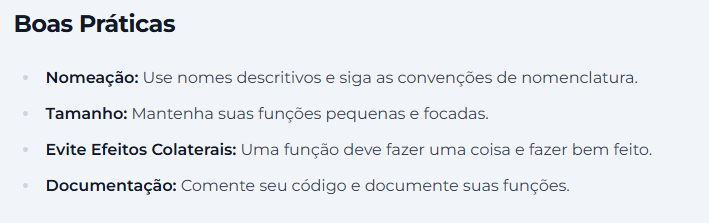 Boas Práticas
Nomeação: Use nomes descritivos e siga as convenções de nomenclatura.
Tamanho: Mantenha suas funções pequenas e focadas.
Evite Efeitos Colaterais: Uma função deve fazer uma coisa e fazer bem feito.
Documentação: Comente seu código e documente suas funções.